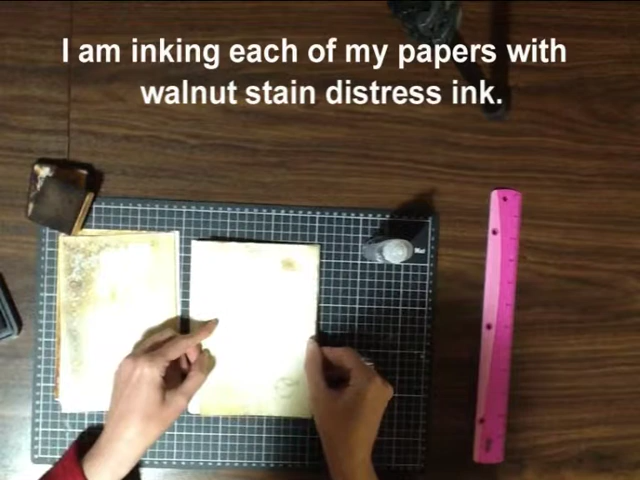 I am inking each of my papers with
walnut stain distress ink.